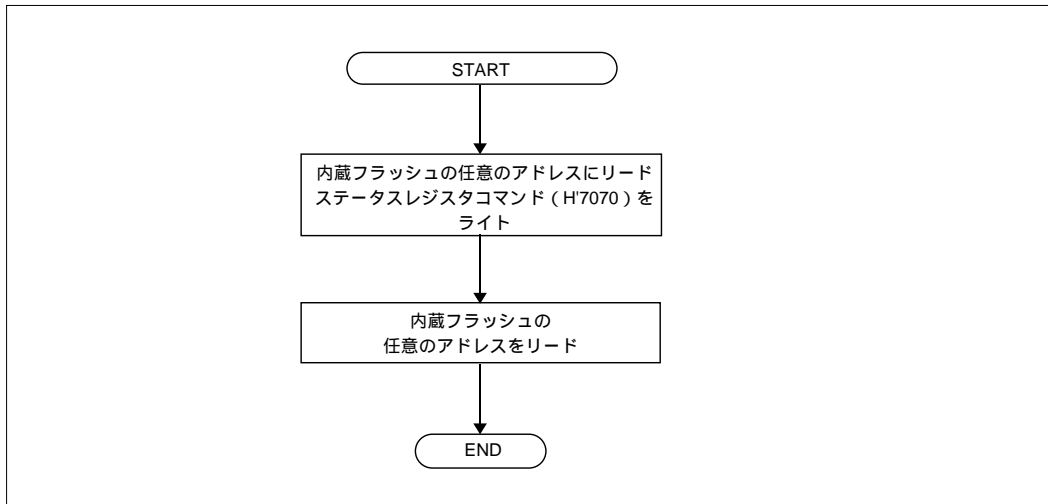 START
内蔵フラッシュの任意のアドレスにリード
ステータスレジスタコマンド（H'7070）を
ライト
内蔵フラッシュの
任意のアドレスをリード
END